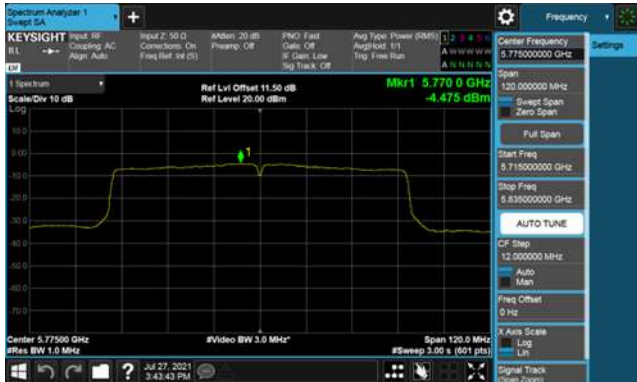 Spectrum Analyzer 1
Swept SA
Frequency
KEYSIGHT
Input: RF
Coupling: AC
Align: Auto
Input Z: 50 Ω
Corrections: On
Freq Ref: Int (S)
#Atten: 20 dB
Preamp: Off
PNO: Fast
Gate: Off
IF Gain: Low
Sig Track: Off
Avg Type: Power (RMS)
Avg|Hold: 1/1
Trig: Free Run
1 2 3 4 5 6
A W W W W W
A N N N N N
RL
1 Spectrum
Scale/Div 10 dB
Log
Ref Lvl Offset 11.50 dB
Ref Level 20.00 dBm
Mkr1 5.770 0 GHz
-4.475 dBm
10.0
0.00
-10.0
-20.0
-30.0
-40.0
-50.0
-60.0
-70.0
1
Center 5.77500 GHz
#Res BW 1.0 MHz
#Video BW 3.0 MHz*
Span 120.0 MHz
#Sweep 3.00 s (601 pts)
Jul 27, 2021
3:43:43 PM
Center Frequency
5.775000000 GHz
Settings
Span
120.000000 MHz
Swept Span
Zero Span
Full Span
Start Freq
5.715000000 GHz
Stop Freq
5.835000000 GHz
AUTO TUNE
CF Step
12.000000 MHz
Auto
Man
Freq Offset
0 Hz
X Axis Scale
Log
Lin
Signal Track
(Span Zoom)